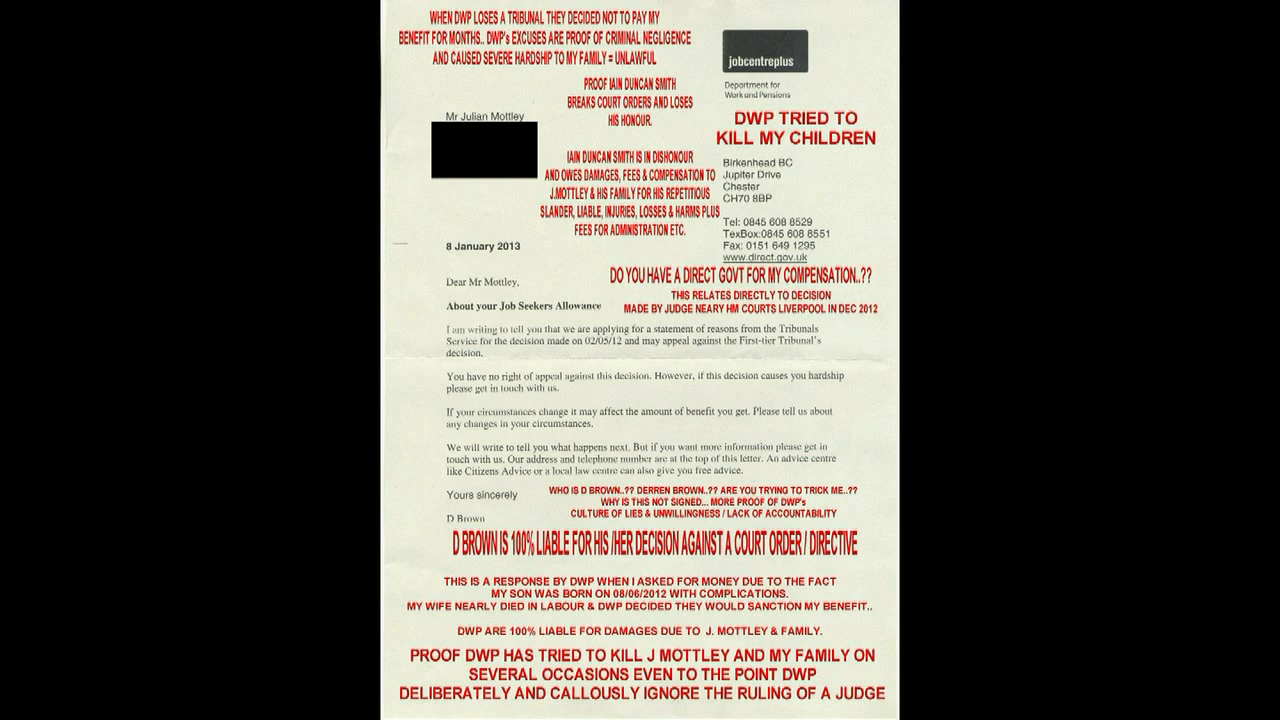 WHEN DWP LOSES A TRIBUNAL THEY DECIDED NOT TO PAY MY
BENEFIT FOR MONTHS.. DWP's EXCUSES ARE PROOF OF CRIMINAL NEGLIGENCE
AND CAUSED SEVERE HARDSHIP TO MY FAMILY = UNLAWFUL
jobcentreplus
Department for
Work and Pensions
PROOF IAIN DUNCAN SMITH
BREAKS COURT ORDERS AND LOSES
HIS HONOUR.
Mr Julian Mottley
DWP TRIED TO
KILL MY CHILDREN
IAIN DUNCAN SMITH IS IN DISHONOUR
AND OWES DAMAGES, FEES & COMPENSATION TO
J.MOTTLEY & HIS FAMILY FOR HIS REPETITIOUS
SLANDER, LIABLE, INJURIES, LOSSES & HARMS PLUS
FEES FOR ADMINISTRATION ETC.
Birkenhead BC
Jupiter Drive
Chester
CH70 8BP
Tel: 0845 608 8529
TexBox:0845 608 8551
Fax: 0151 649 1295
www.direct.gov.uk
8 January 2013
DO YOU HAVE A DIRECT GOVT FOR MY COMPENSATION..??
Dear Mr Mottley,
THIS RELATES DIRECTLY TO DECISION
MADE BY JUDGE NEARY HM COURTS LIVERPOOL IN DEC 2012
About your Job Seekers Allowance
I am writing to tell you that we are applying for a statement of reasons from the Tribunals
Service for the decision made on 02/05/12 and may appeal against the First-tier Tribunal's
decision.
You have no right of appeal against this decision. However, if this decision causes you hardship
please get in touch with us.
If your circumstances change it may affect the amount of benefit you get. Please tell us about
any changes in your circumstances.
We will write to tell you what happens next. But if you want more information please get in
touch with us. Our address and telephone number are at the top of this letter. An advice centre
like Citizens Advice or a local law centre can also give you free advice.
Yours sincerely
WHO IS D BROWN..?? DERREN BROWN..?? ARE YOU TRYING TO TRICK ME..??
WHY IS THIS NOT SIGNED... MORE PROOF OF DWP's
CULTURE OF LIES & UNWILLINGNESS / LACK OF ACCOUNTABILITY
D Brown
D BROWN IS 100% LIABLE FOR HIS /HER DECISION AGAINST A COURT ORDER / DIRECTIVE
THIS IS A RESPONSE BY DWP WHEN I ASKED FOR MONEY DUE TO THE FACT
MY SON WAS BORN ON 08/06/2012 WITH COMPLICATIONS.
MY WIFE NEARLY DIED IN LABOUR & DWP DECIDED THEY WOULD SANCTION MY BENEFIT..
DWP ARE 100% LIABLE FOR DAMAGES DUE TO J. MOTTLEY & FAMILY.
PROOF DWP HAS TRIED TO KILL J MOTTLEY AND MY FAMILY ON
SEVERAL OCCASIONS EVEN TO THE POINT DWP
DELIBERATELY AND CALLOUSLY IGNORE THE RULING OF A JUDGE